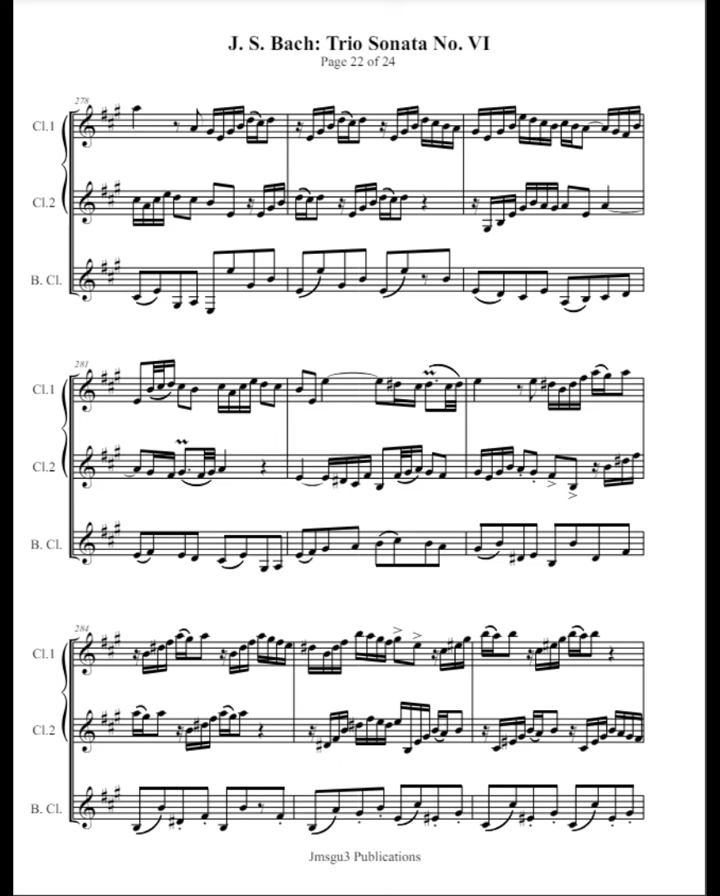 J. S. Bach: Trio Sonata No. VI
Page 22 of 24
278
Cl.1
Cl.2
B. Cl.
281
Cl.1
Cl.2
B. Cl.
284
Cl.1
Cl.2
B. Cl.
Jmsgu3 Publications